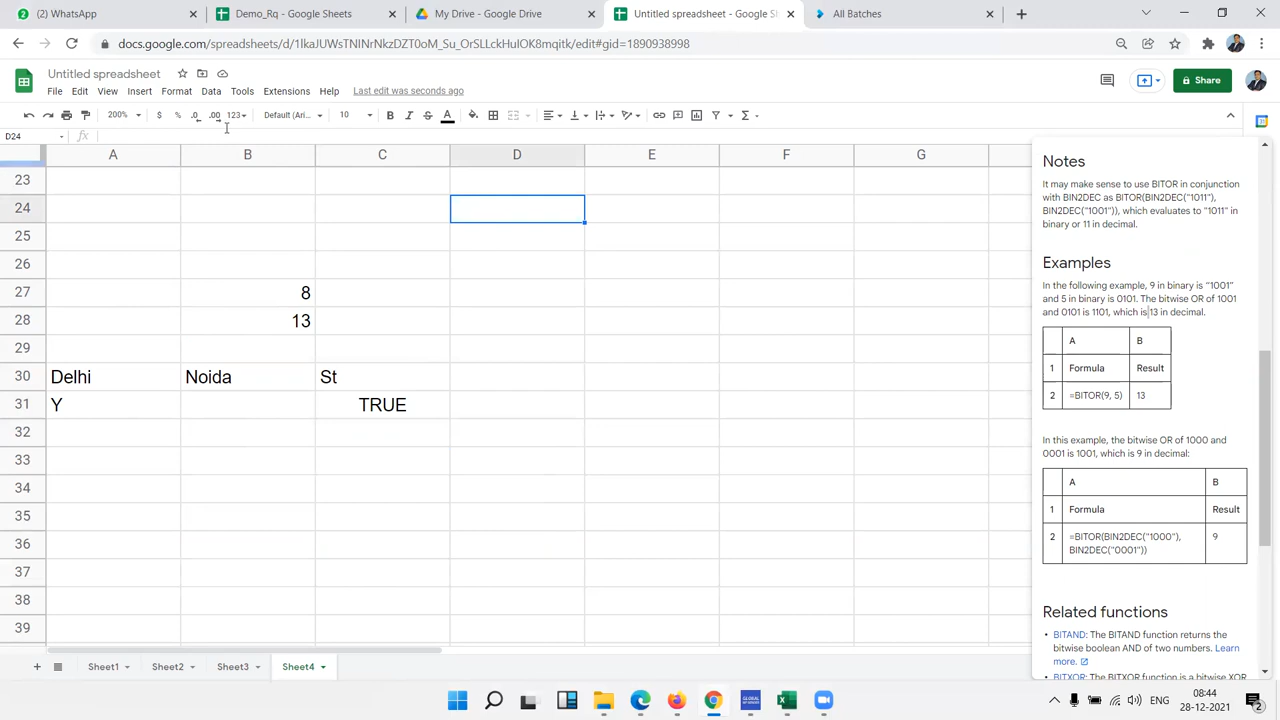 (2) WhatsApp
Demo_Rq - Google Sheets
My Drive - Google Drive
Untitled spreadsheet - Google S
All Batches
docs.google.com/spreadsheets/d/1lkaJUWsTNINrNkzDZT0oM_Su_OrSLLckHuIOK8mqitk/edit#gid=1890938998
Untitled spreadsheet
File Edit View Insert Format Data Tools Extensions Help Last edit was seconds ago
Share
200% $ % .0 .00 123 Default (Ari... 10 B I S A Σ
D24 fx
A B C D E F G
23
24
25
26
27 8
28 13
29
30 Delhi Noida St
31 Y TRUE
32
33
34
35
36
37
38
39
Notes
It may make sense to use BITOR in conjunction
with BIN2DEC as BITOR(BIN2DEC("1011"),
BIN2DEC("1001")), which evaluates to "1011" in
binary or 11 in decimal.
Examples
In the following example, 9 in binary is “1001”
and 5 in binary is 0101. The bitwise OR of 1001
and 0101 is 1101, which is 13 in decimal.
A B
1 Formula Result
2 =BITOR(9, 5) 13
In this example, the bitwise OR of 1000 and
0001 is 1001, which is 9 in decimal:
A B
1 Formula Result
2 =BITOR(BIN2DEC("1000"), 9
BIN2DEC("0001"))
Related functions
• BITAND: The BITAND function returns the
bitwise boolean AND of two numbers. Learn
more.
• BITXOR: The BITXOR function is a bitwise XOR
Sheet1 Sheet2 Sheet3 Sheet4
ENG
08:44
28-12-2021
2